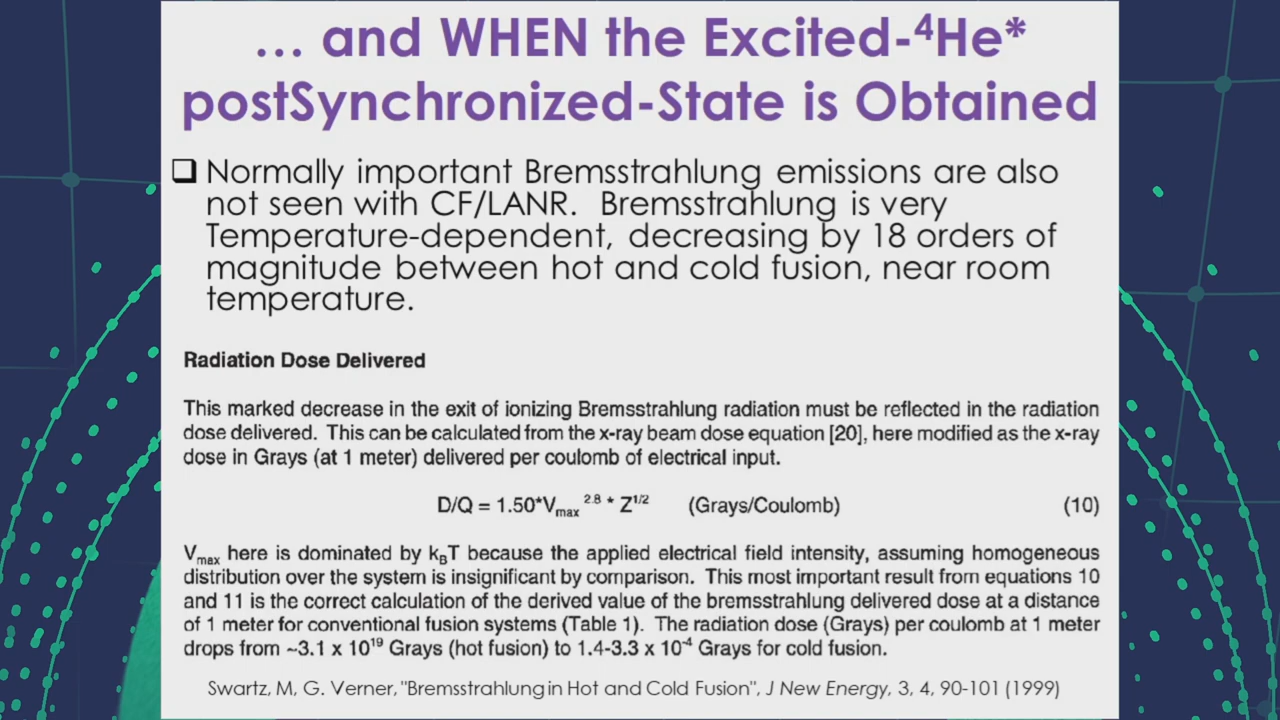 ... and WHEN the Excited-⁴He*
postSynchronized-State is Obtained
❑ Normally important Bremsstrahlung emissions are also
not seen with CF/LANR. Bremsstrahlung is very
Temperature-dependent, decreasing by 18 orders of
magnitude between hot and cold fusion, near room
temperature.
Radiation Dose Delivered
This marked decrease in the exit of ionizing Bremsstrahlung radiation must be reflected in the radiation
dose delivered. This can be calculated from the x-ray beam dose equation [20], here modified as the x-ray
dose in Grays (at 1 meter) delivered per coulomb of electrical input.
D/Q = 1.50*Vmax ²·⁸ * Z¹/² (Grays/Coulomb) (10)
Vmax here is dominated by kBT because the applied electrical field intensity, assuming homogeneous
distribution over the system is insignificant by comparison. This most important result from equations 10
and 11 is the correct calculation of the derived value of the bremsstrahlung delivered dose at a distance
of 1 meter for conventional fusion systems (Table 1). The radiation dose (Grays) per coulomb at 1 meter
drops from ~3.1 x 10¹⁹ Grays (hot fusion) to 1.4-3.3 x 10⁻⁴ Grays for cold fusion.
Swartz, M, G. Verner, "Bremsstrahlung in Hot and Cold Fusion", J New Energy, 3, 4, 90-101 (1999)